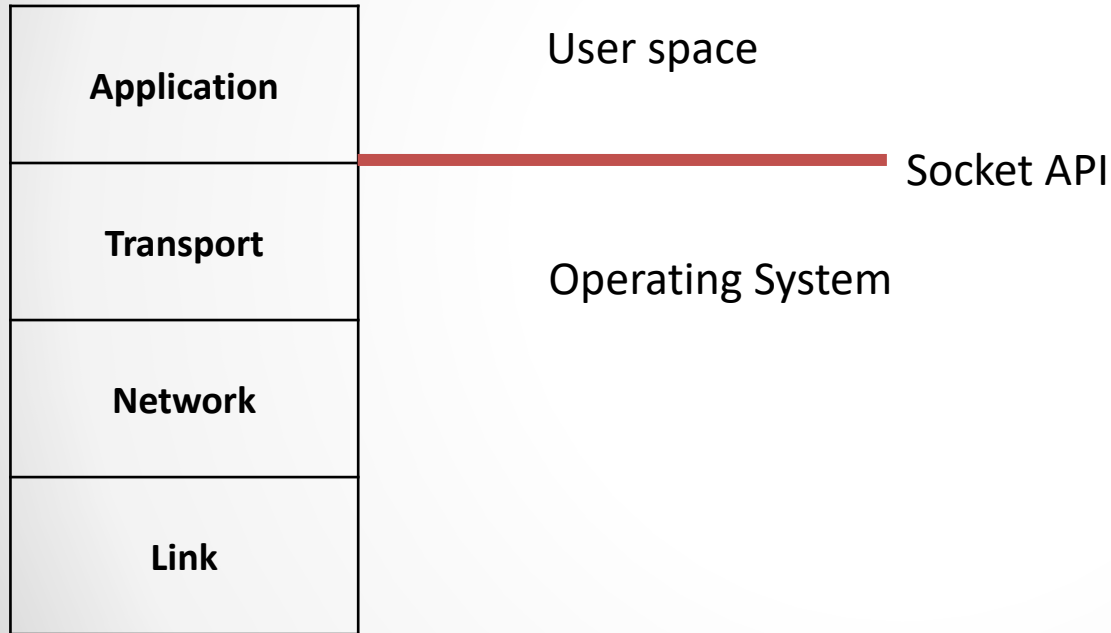 Application
User space
Socket API
Transport
Operating System
Network
Link